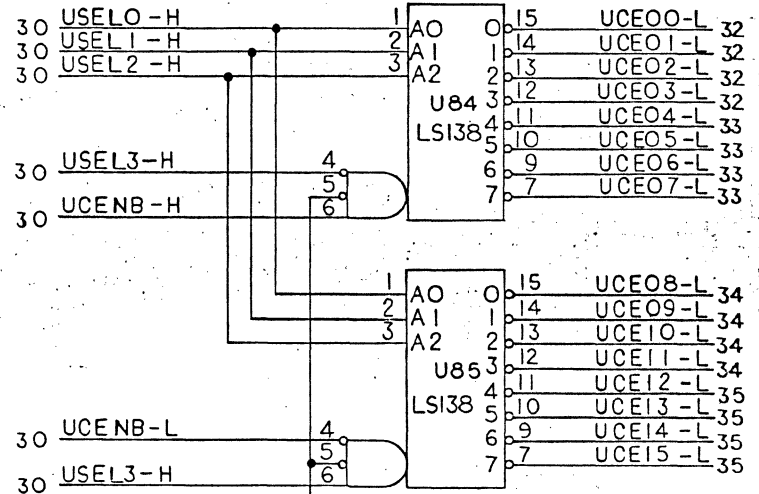 30 USEL0-H 1 A0 0 15 UCE00-L 32
30 USEL1-H 2 A1 1 14 UCE01-L 32
30 USEL2-H 3 A2 2 13 UCE02-L 32
U84 3 12 UCE03-L 32
LS138 4 11 UCE04-L 33
5 10 UCE05-L 33
30 USEL3-H 4 6 9 UCE06-L 33
5 7 7 UCE07-L 33
30 UCENB-H 6
1 A0 0 15 UCE08-L 34
2 A1 1 14 UCE09-L 34
3 A2 2 13 UCE10-L 34
U85 3 12 UCE11-L 34
LS138 4 11 UCE12-L 35
5 10 UCE13-L 35
30 UCENB-L 4 6 9 UCE14-L 35
5 7 7 UCE15-L 35
30 USEL3-H 6